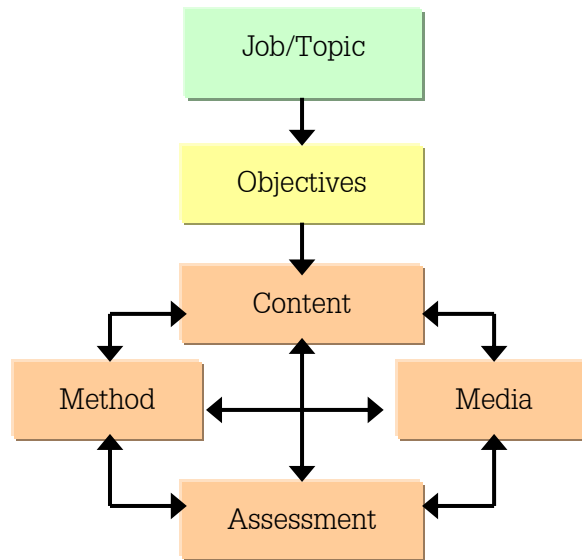 Job/Topic
Objectives
Content
Method
Media
Assessment